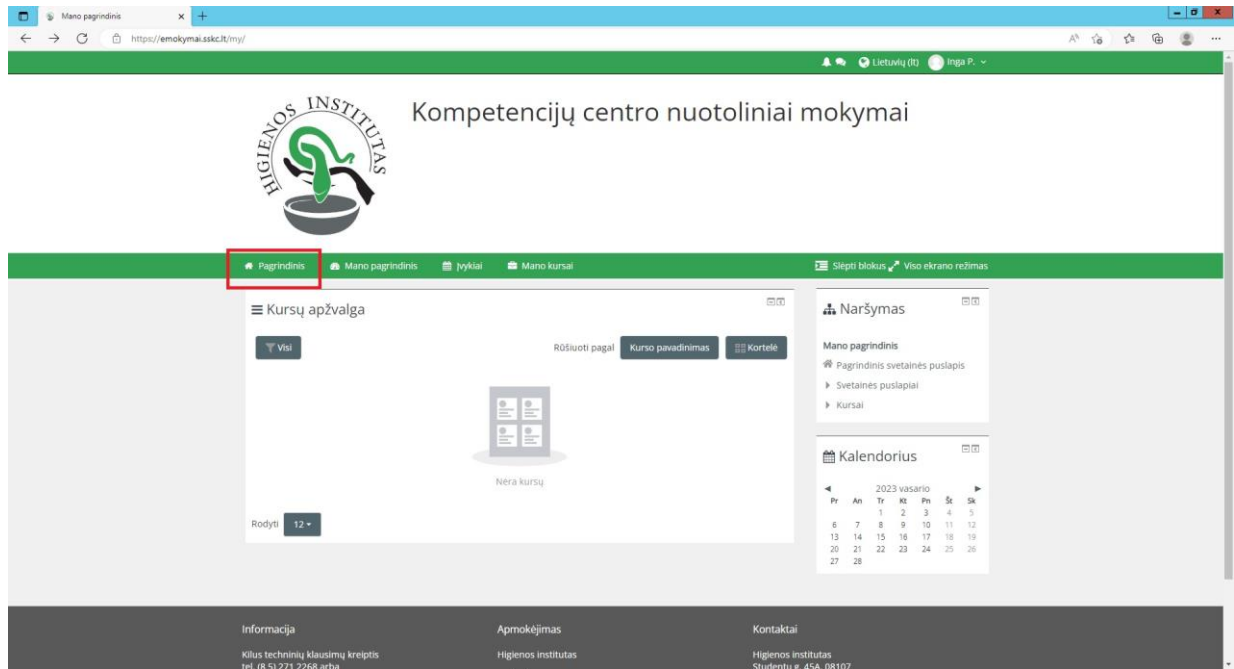 Mano pagrindinis
https://emokymai.sskc.lt/my/
Lietuvių (lt) Inga P.
HIGIENOS INSTITUTAS
Kompetencijų centro nuotoliniai mokymai
Pagrindinis Mano pagrindinis Įvykiai Mano kursai Slėpti blokus Viso ekrano režimas
Kursų apžvalga
Visi Rūšiuoti pagal Kurso pavadinimas Kortelė
Nėra kursų
Rodyti 12
Naršymas
Mano pagrindinis
Pagrindinis svetainės puslapis
Svetainės puslapiai
Kursai
Kalendorius
2023 vasario
Pr An Tr Kt Pn Št Sk
1 2 3 4 5
6 7 8 9 10 11 12
13 14 15 16 17 18 19
20 21 22 23 24 25 26
27 28
Informacija
Kilus techninių klausimų kreiptis
tel. (8 5) 271 2268 arba
Apmokėjimas
Higienos institutas
Kontaktai
Higienos institutas
Studentų g. 45A, 08107